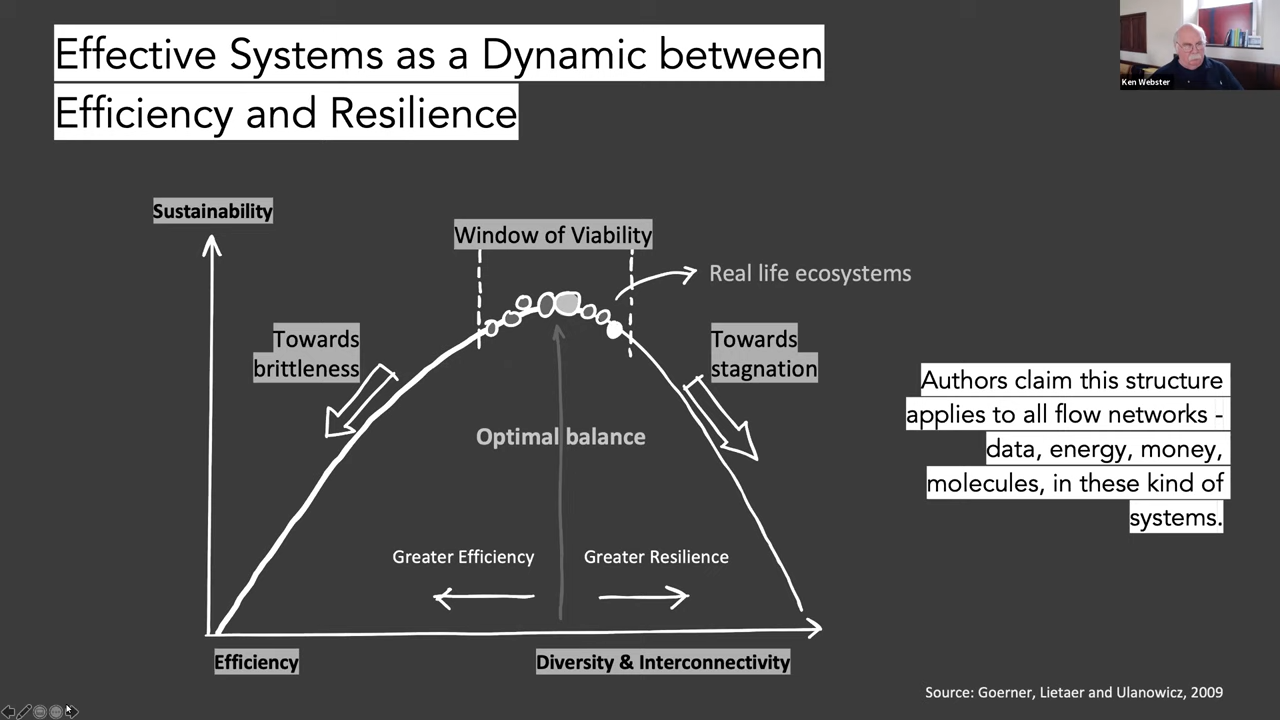 Effective Systems as a Dynamic between
Efficiency and Resilience
Ken Webster
Sustainability
Window of Viability
Real life ecosystems
Towards
brittleness
Towards
stagnation
Optimal balance
Authors claim this structure
applies to all flow networks -
data, energy, money,
molecules, in these kind of
systems.
Greater Efficiency
Greater Resilience
Efficiency
Diversity & Interconnectivity
Source: Goerner, Lietaer and Ulanowicz, 2009